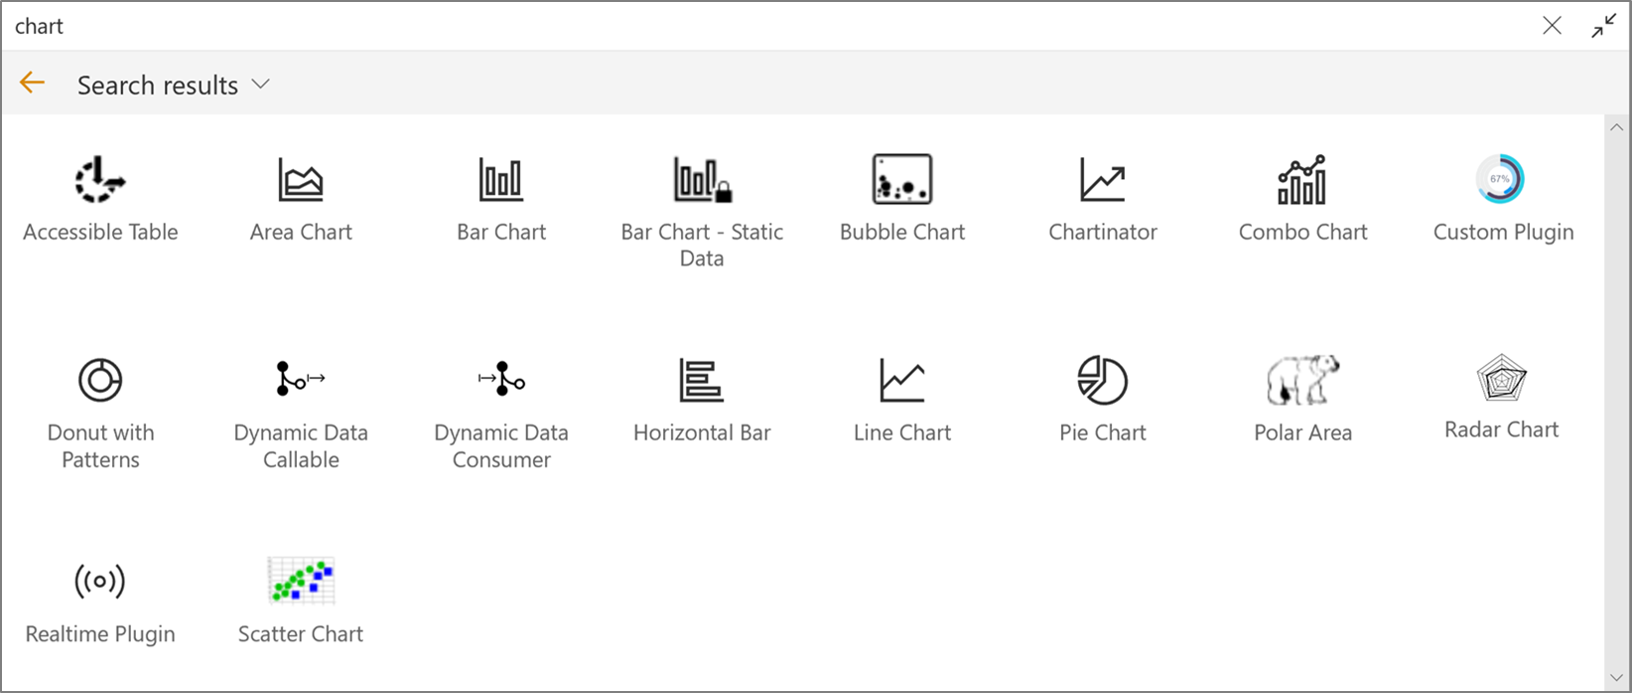 chart
Search results
67%
Accessible Table
Area Chart
Bar Chart
Bar Chart - Static
Data
Bubble Chart
Chartinator
Combo Chart
Custom Plugin
Donut with
Patterns
Dynamic Data
Callable
Dynamic Data
Consumer
Horizontal Bar
Line Chart
Pie Chart
Polar Area
Radar Chart
Realtime Plugin
Scatter Chart